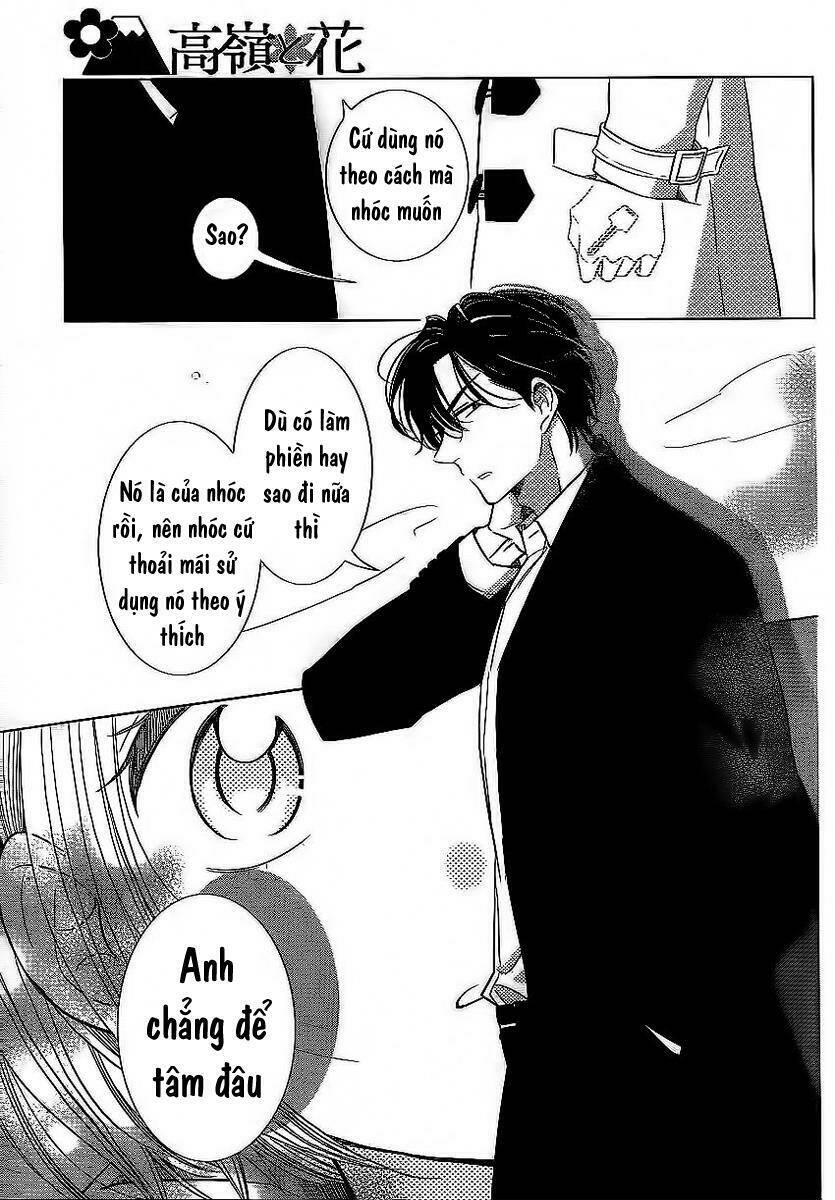 高嶺と花
Cứ dùng nó
theo cách mà
nhóc muốn
Sao?
Dù có làm
phiền hay
sao đi nữa
thì
Nó là của nhóc
rồi, nên nhóc cứ
thoải mái sử
dụng nó theo ý
thích
Anh
chẳng để
tâm đâu